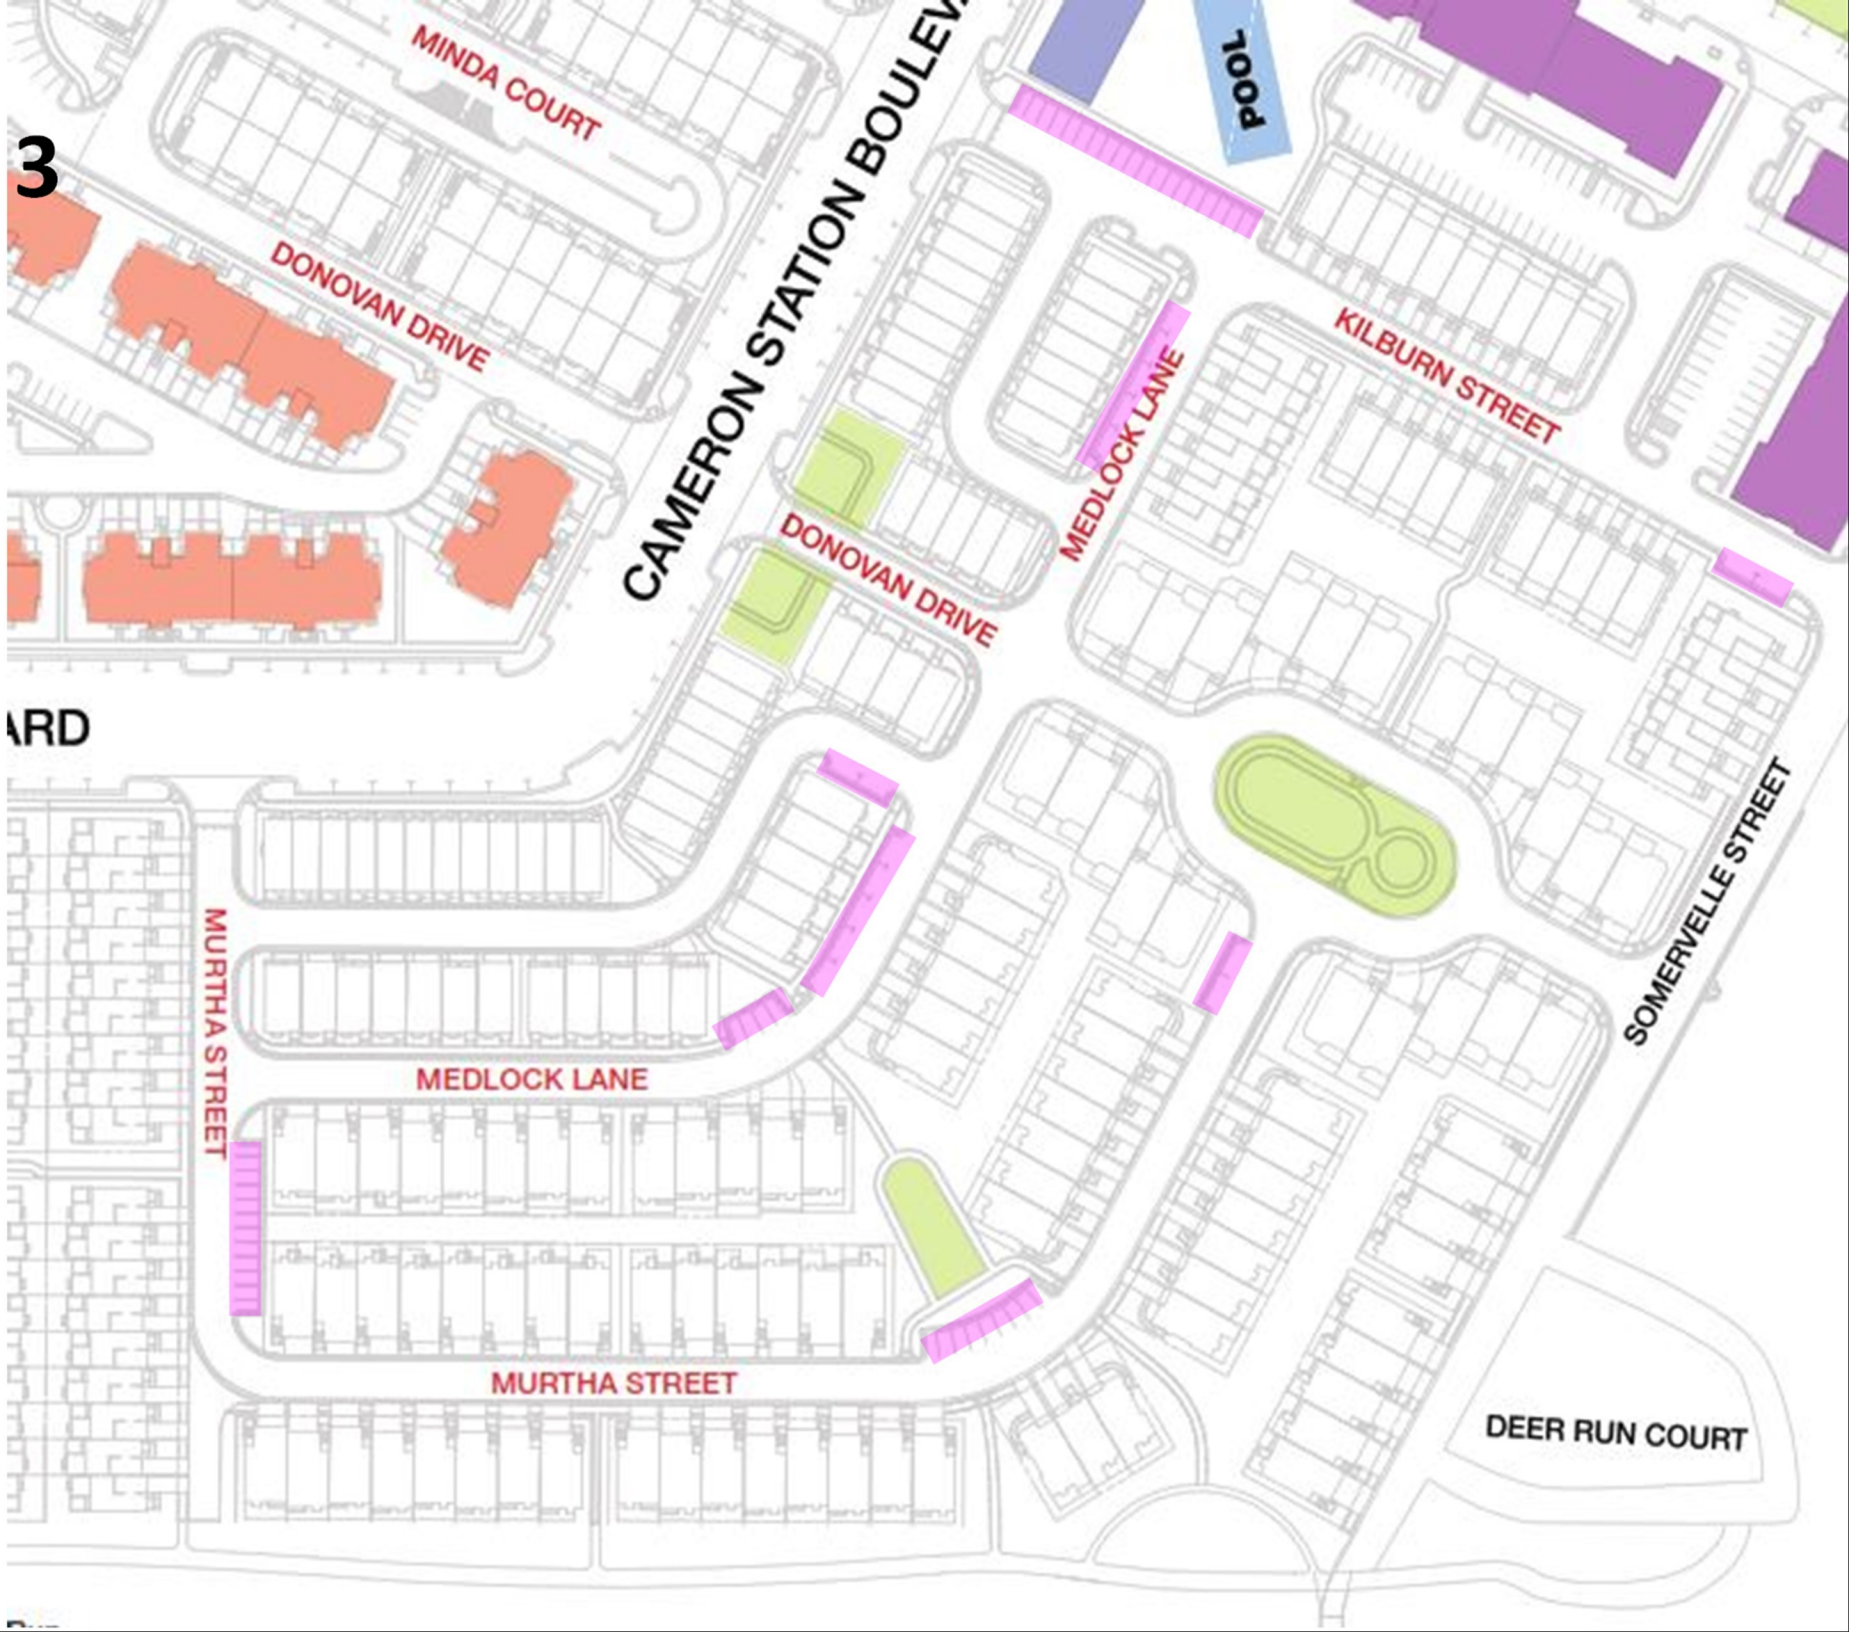 MINDA COURT
CAMERON STATION BOULEV
POOL
3
DONOVAN DRIVE
KILBURN STREET
MEDLOCK LANE
DONOVAN DRIVE
ARD
SOMERVELLE STREET
MURTHA STREET
MEDLOCK LANE
MURTHA STREET
DEER RUN COURT